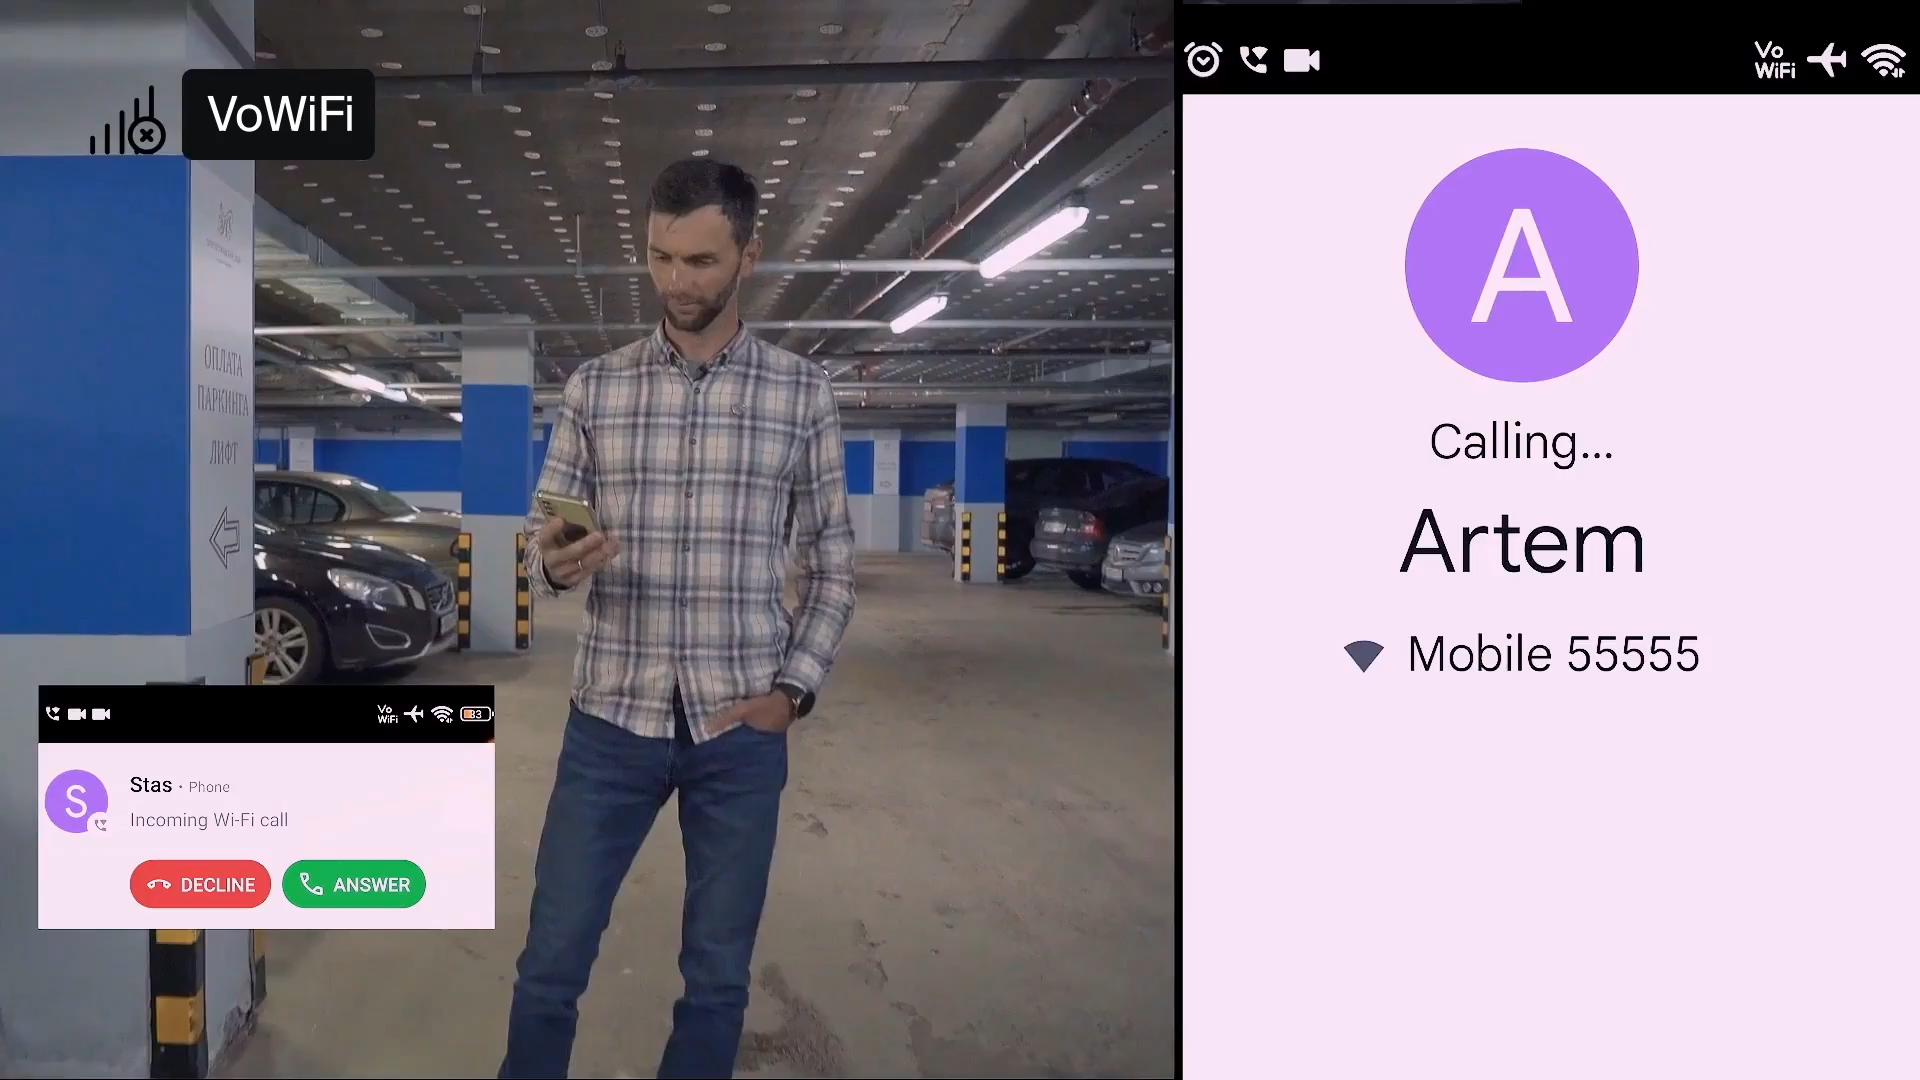 VoWiFi
ОПЛАТА
ПАРКИНГА
ЛИФТ
Vo
WiFi
83
Stas • Phone
Incoming Wi-Fi call
DECLINE
ANSWER
Vo
WiFi
A
Calling...
Artem
Mobile 55555
S